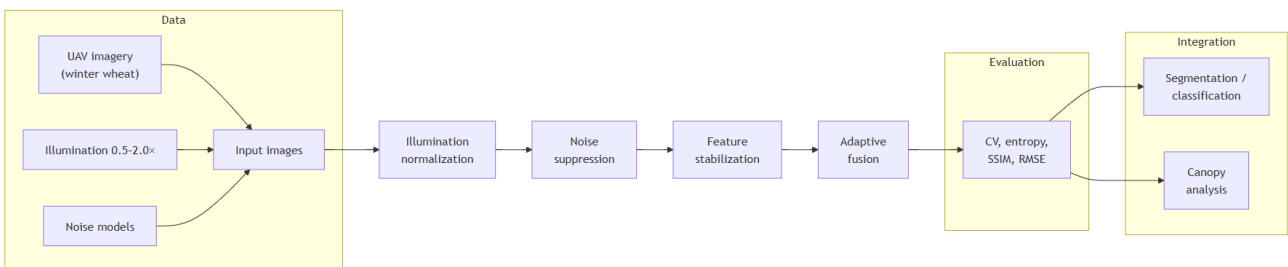 Data
UAV imagery
(winter wheat)
Illumination 0.5-2.0×
Noise models
Input images
Illumination
normalization
Noise
suppression
Feature
stabilization
Adaptive
fusion
Evaluation
CV, entropy,
SSIM, RMSE
Integration
Segmentation /
classification
Canopy
analysis